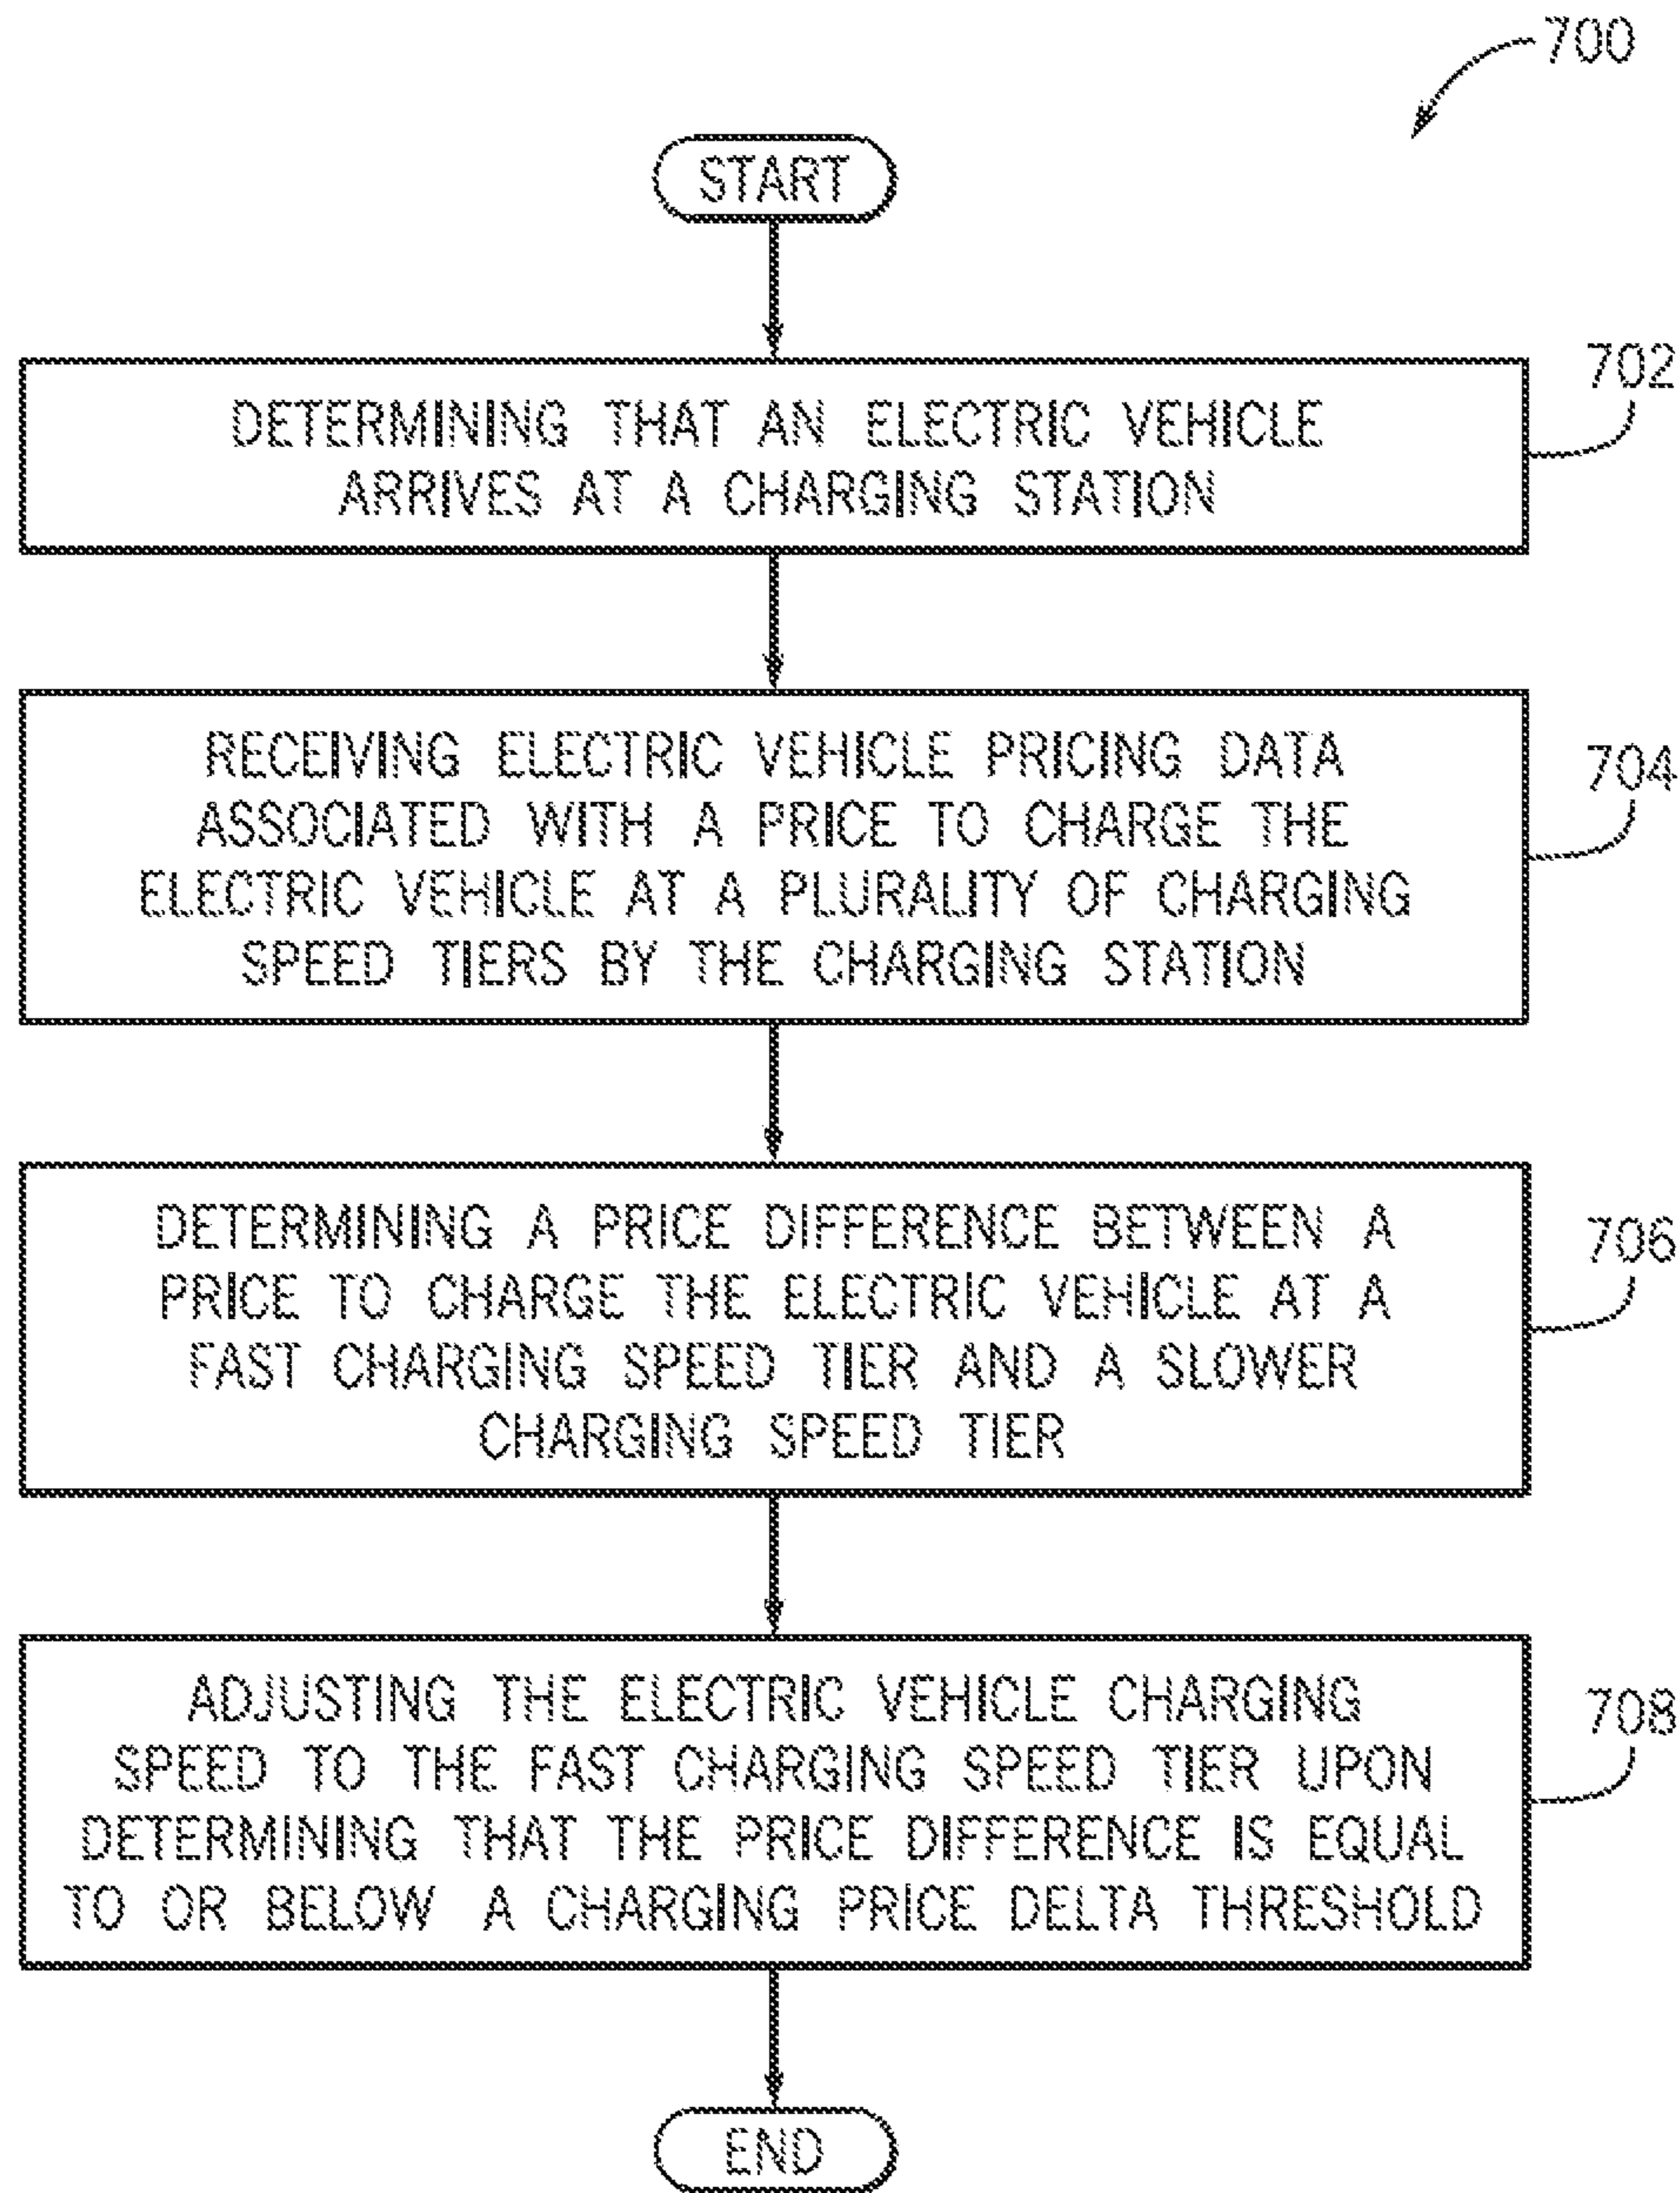 700
START
702
DETERMINING THAT AN ELECTRIC VEHICLE
ARRIVES AT A CHARGING STATION
704
RECEIVING ELECTRIC VEHICLE PRICING DATA
ASSOCIATED WITH A PRICE TO CHARGE THE
ELECTRIC VEHICLE AT A PLURALITY OF CHARGING
SPEED TIERS BY THE CHARGING STATION
706
DETERMINING A PRICE DIFFERENCE BETWEEN A
PRICE TO CHARGE THE ELECTRIC VEHICLE AT A
FAST CHARGING SPEED TIER AND A SLOWER
CHARGING SPEED TIER
708
ADJUSTING THE ELECTRIC VEHICLE CHARGING
SPEED TO THE FAST CHARGING SPEED TIER UPON
DETERMINING THAT THE PRICE DIFFERENCE IS EQUAL
TO OR BELOW A CHARGING PRICE DELTA THRESHOLD
END